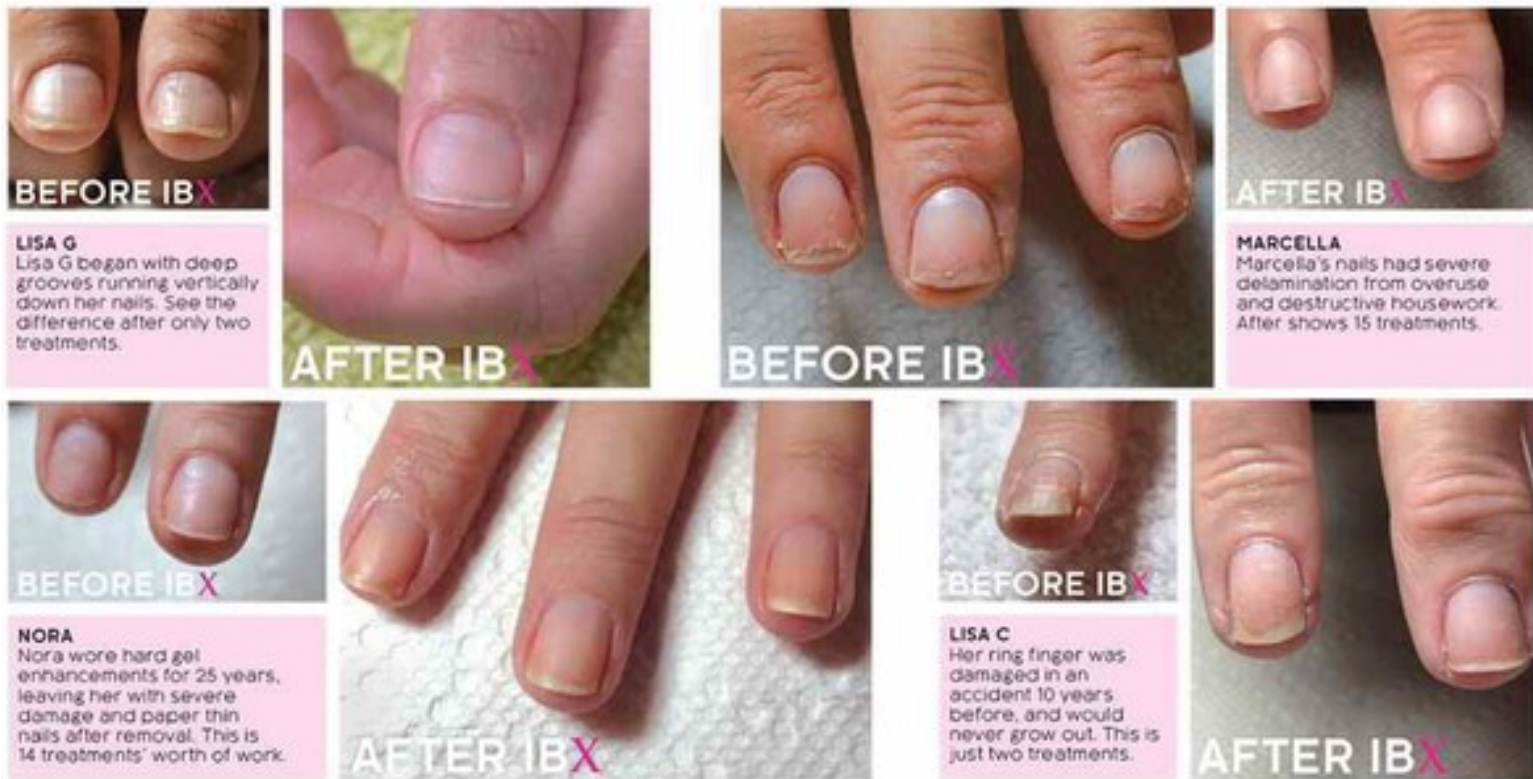 BEFORE IBX
LISA G
Lisa G began with deep
grooves running vertically
down her nails. See the
difference after only two
treatments.
AFTER IBX
BEFORE IBX
AFTER IBX
MARCELLA
Marcella's nails had severe
delamination from overuse
and destructive housework.
After shows 15 treatments.
BEFORE IBX
NORA
Nora wore hard gel
enhancements for 25 years,
leaving her with severe
damage and paper thin
nails after removal. This is
14 treatments' worth of work.
AFTER IBX
BEFORE IBX
LISA C
Her ring finger was
damaged in an
accident 10 years
before, and would
never grow out. This is
just two treatments.
AFTER IBX